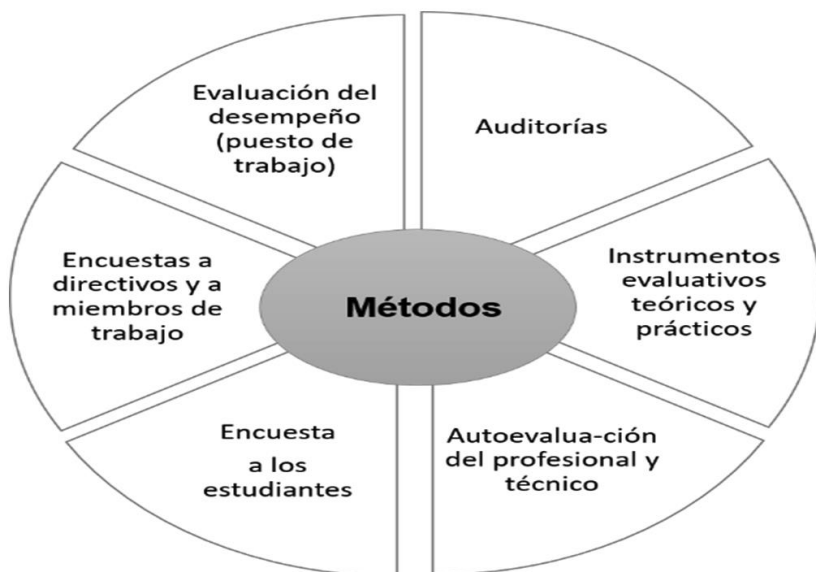 Evaluación del
desempeño
(puesto de
trabajo)
Auditorías
Encuestas a
directivos y a
miembros de
trabajo
Métodos
Instrumentos
evaluativos
teóricos y
prácticos
Encuesta
a los
estudiantes
Autoevalua-ción
del profesional y
técnico